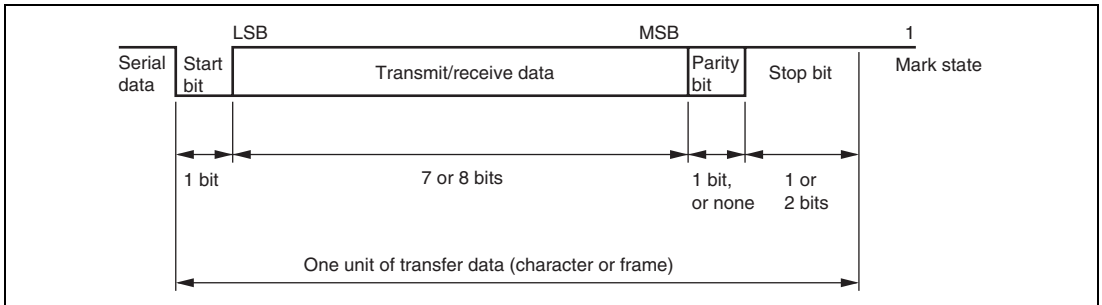 LSB
MSB
1
Serial
data
Start
bit
Transmit/receive data
Parity
bit
Stop bit
Mark state
1 bit
7 or 8 bits
1 bit,
or none
1 or
2 bits
One unit of transfer data (character or frame)